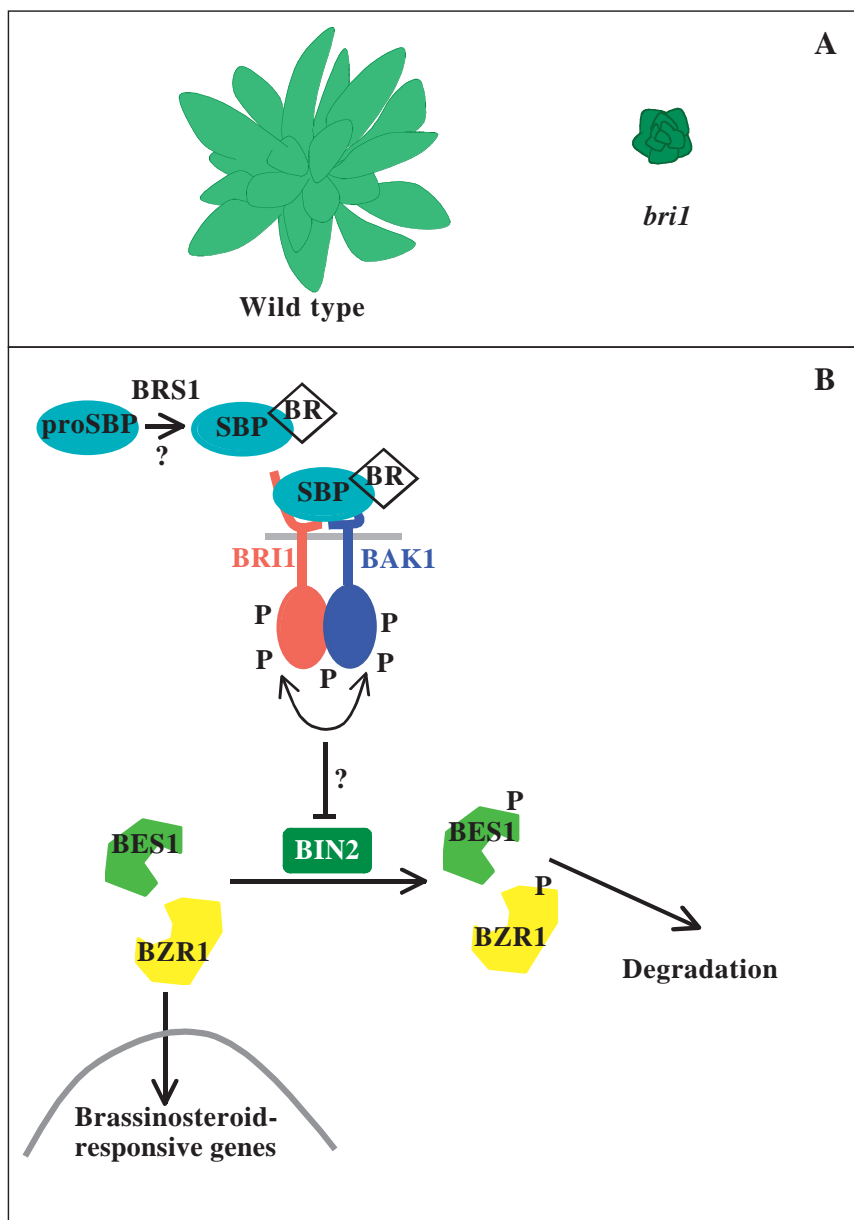 A
bri1
Wild type
B
BRS1
proSBP
?
SBP
BR
SBP
BR
BRI1
BAK1
P
P
P
P
P
?
BIN2
BES1
BZR1
P
BES1
P
BZR1
Degradation
Brassinosteroid-
responsive genes